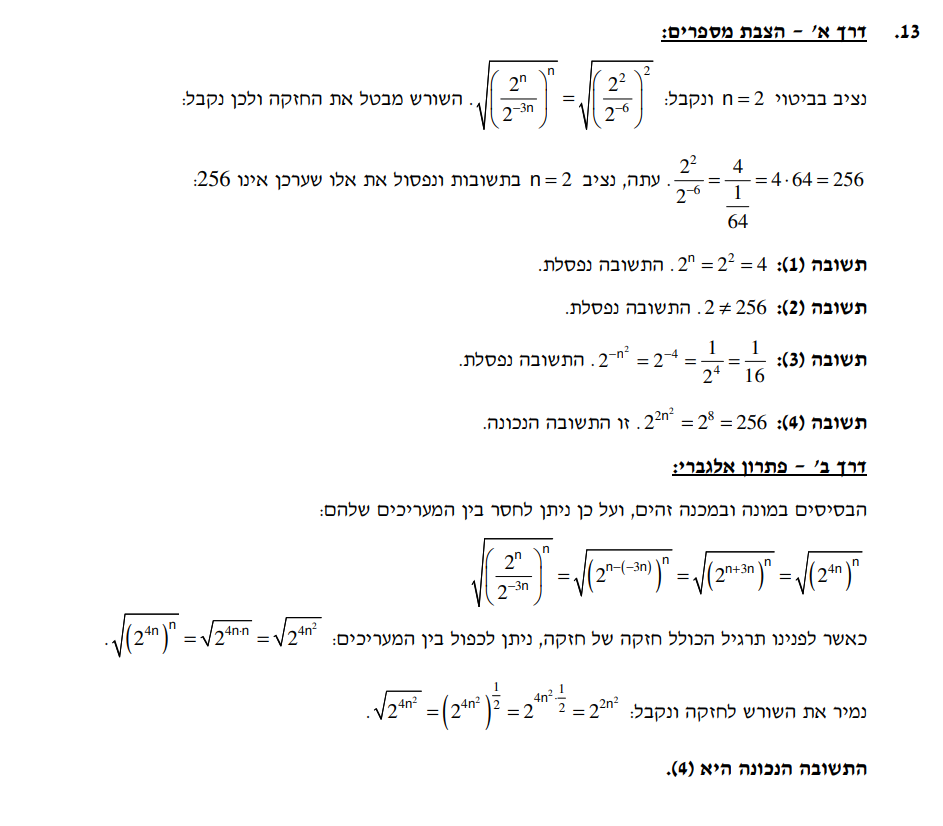 13. דרך א' – הצבת מספרים:
נציב בביטוי n = 2 ונקבל: $\sqrt{\left(\frac{2^n}{2^{-3n}}\right)^n} = \sqrt{\left(\frac{2^2}{2^{-6}}\right)^2}$. השורש מבטל את החזקה ולכן נקבל:
$\frac{2^2}{2^{-6}} = \frac{4}{\frac{1}{64}} = 4 \cdot 64 = 256$. עתה, נציב n = 2 בתשובות ונפסול את אלו שערכן אינו 256:
תשובה (1): $2^n = 2^2 = 4$. התשובה נפסלת.
תשובה (2): $2 \neq 256$. התשובה נפסלת.
תשובה (3): $2^{-n^2} = 2^{-4} = \frac{1}{2^4} = \frac{1}{16}$. התשובה נפסלת.
תשובה (4): $2^{2n^2} = 2^8 = 256$. זו התשובה הנכונה.
דרך ב' – פתרון אלגברי:
הבסיסים במונה ובמכנה זהים, ועל כן ניתן לחסר בין המעריכים שלהם:
$\sqrt{\left(\frac{2^n}{2^{-3n}}\right)^n} = \sqrt{\left(2^{n-(-3n)}\right)^n} = \sqrt{\left(2^{n+3n}\right)^n} = \sqrt{\left(2^{4n}\right)^n}$
כאשר לפנינו תרגיל הכולל חזקה של חזקה, ניתן לכפול בין המעריכים: $\sqrt{\left(2^{4n}\right)^n} = \sqrt{2^{4n \cdot n}} = \sqrt{2^{4n^2}}$.
נמיר את השורש לחזקה ונקבל: $\sqrt{2^{4n^2}} = \left(2^{4n^2}\right)^{\frac{1}{2}} = 2^{4n^2 \cdot \frac{1}{2}} = 2^{2n^2}$.
התשובה הנכונה היא (4).